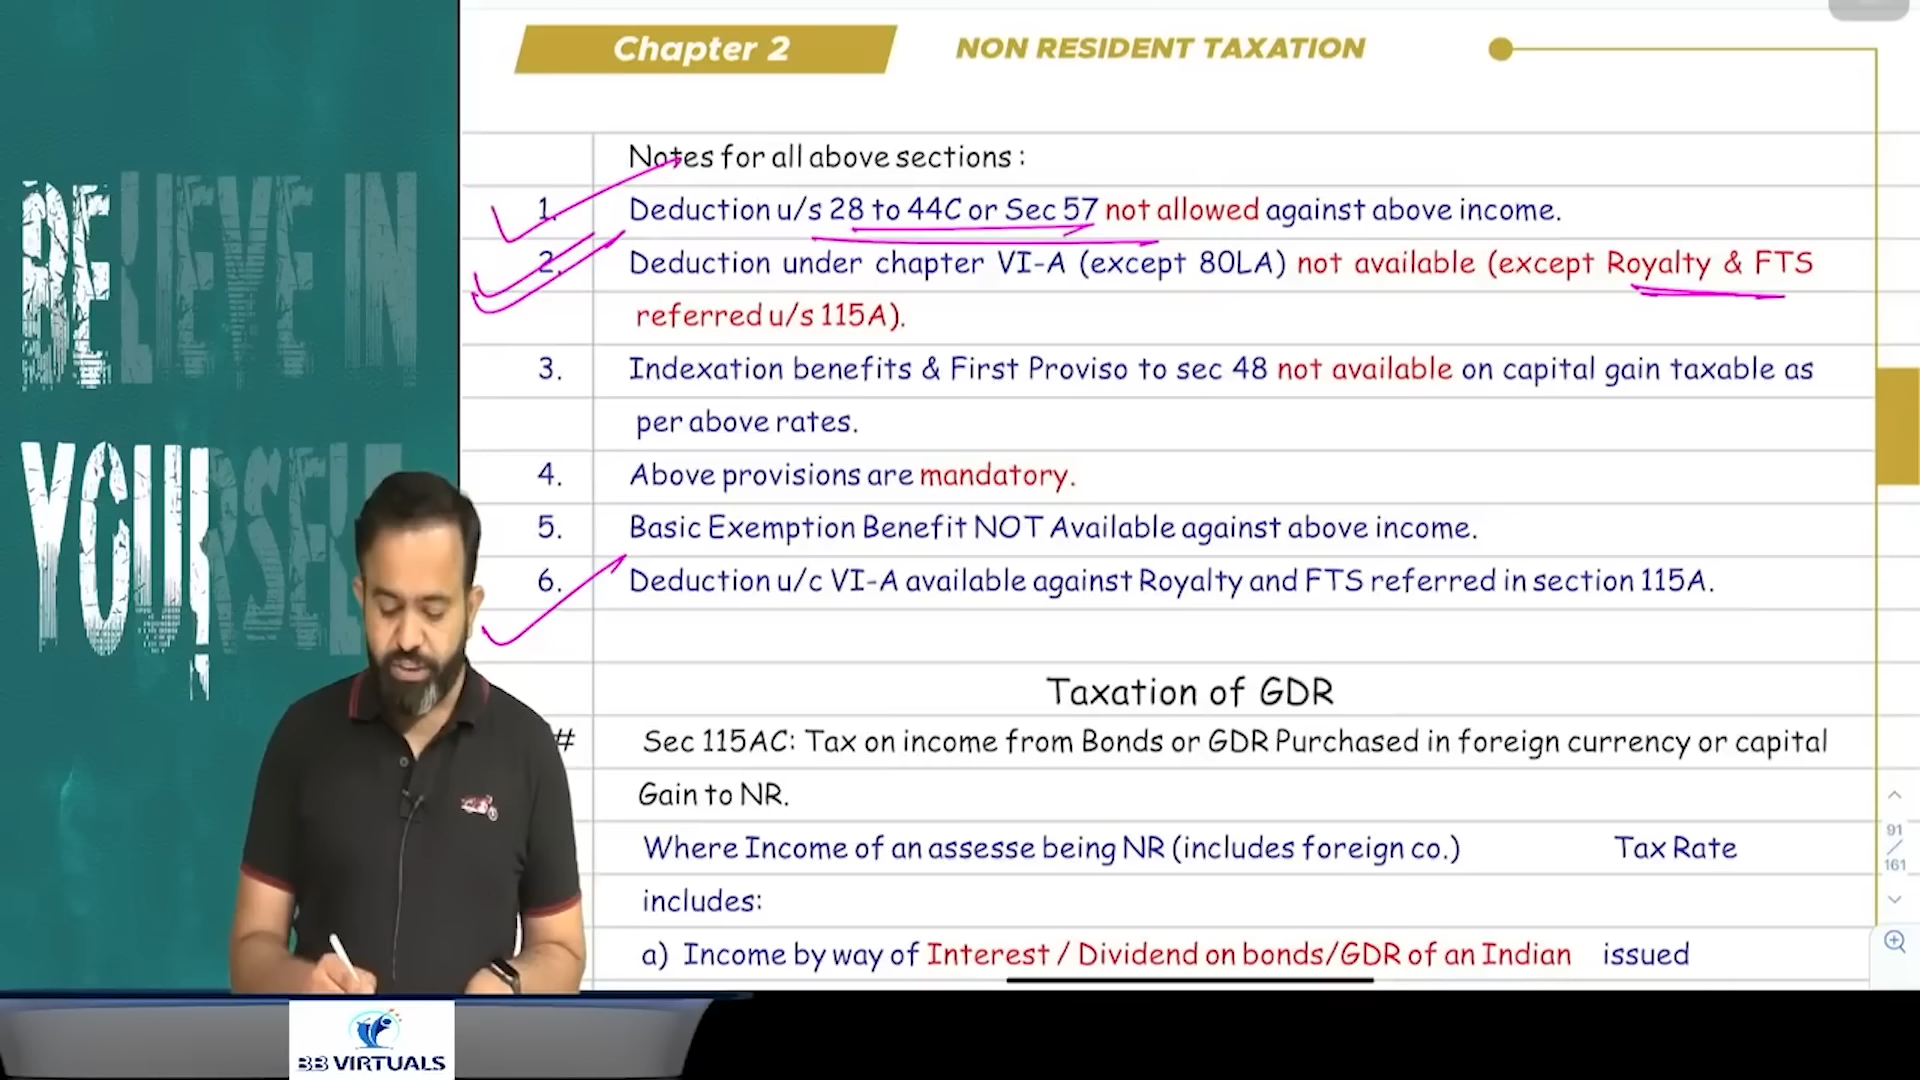 Chapter 2
NON RESIDENT TAXATION
BELIEVE IN
YOURSELF
Notes for all above sections :
1. Deduction u/s 28 to 44C or Sec 57 not allowed against above income.
2. Deduction under chapter VI-A (except 80LA) not available (except Royalty & FTS
referred u/s 115A).
3. Indexation benefits & First Proviso to sec 48 not available on capital gain taxable as
per above rates.
4. Above provisions are mandatory.
5. Basic Exemption Benefit NOT Available against above income.
6. Deduction u/c VI-A available against Royalty and FTS referred in section 115A.
Taxation of GDR
# Sec 115AC: Tax on income from Bonds or GDR Purchased in foreign currency or capital
Gain to NR.
Where Income of an assesse being NR (includes foreign co.) Tax Rate
includes:
a) Income by way of Interest / Dividend on bonds/GDR of an Indian issued
91
/
161
BB VIRTUALS